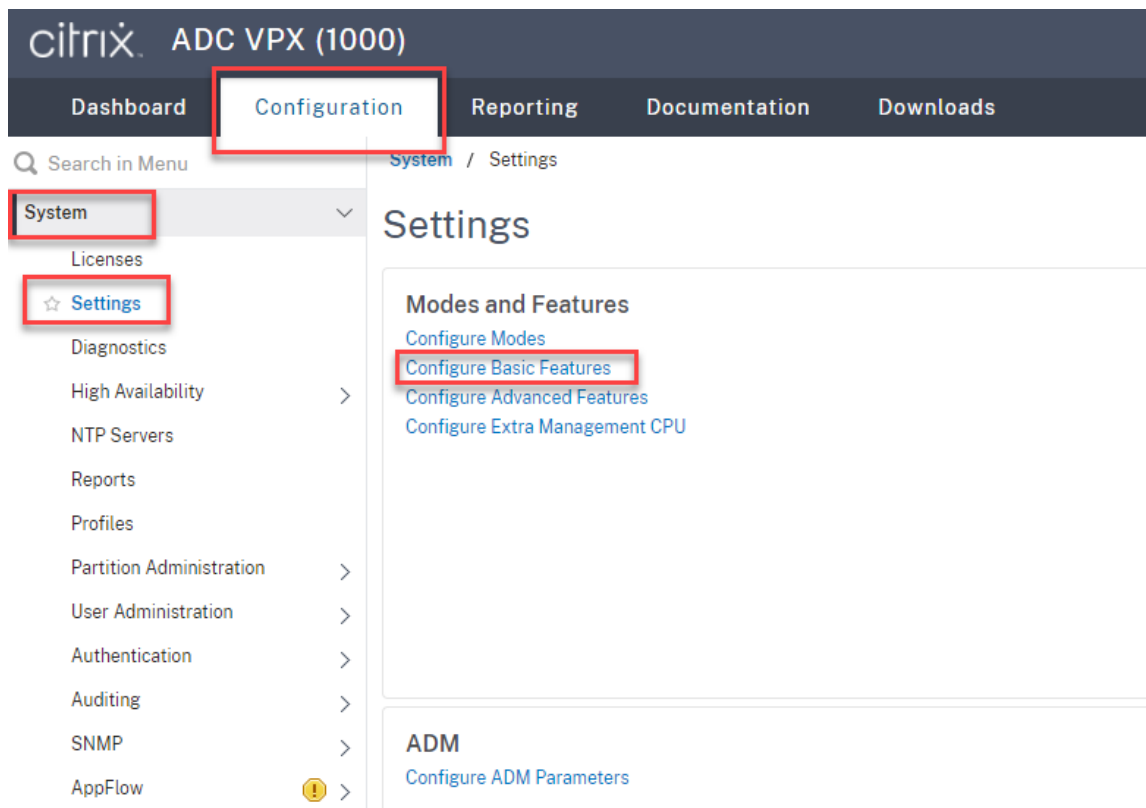 citrix. ADC VPX (1000)
Dashboard Configuration Reporting Documentation Downloads
Search in Menu
System / Settings
System
Settings
Licenses
Settings
Modes and Features
Configure Modes
Diagnostics
Configure Basic Features
High Availability
Configure Advanced Features
Configure Extra Management CPU
NTP Servers
Reports
Profiles
Partition Administration
User Administration
Authentication
Auditing
SNMP
ADM
Configure ADM Parameters
AppFlow